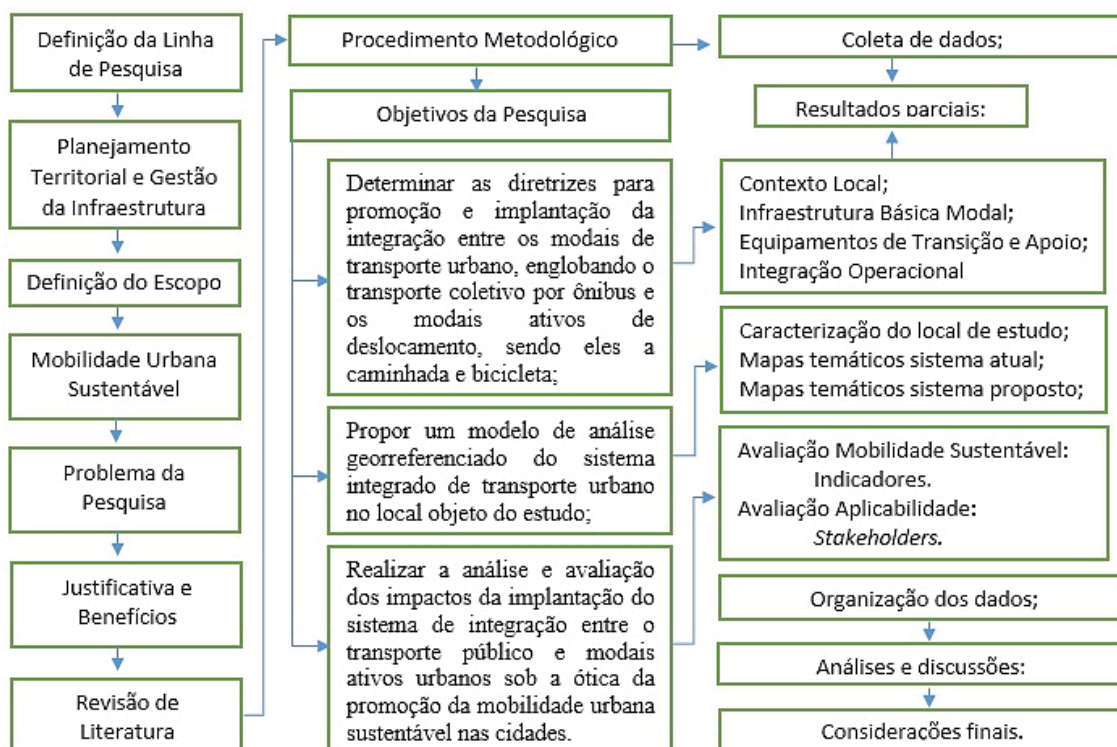 Definição da Linha
de Pesquisa
Planejamento
Territorial e Gestão
da Infraestrutura
Definição do Escopo
Mobilidade Urbana
Sustentável
Problema da
Pesquisa
Justificativa e
Benefícios
Revisão de
Literatura
Procedimento Metodológico
Objetivos da Pesquisa
Determinar as diretrizes para
promoção e implantação da
integração entre os modais de
transporte urbano, englobando o
transporte coletivo por ônibus e
os modais ativos de
deslocamento, sendo eles a
caminhada e bicicleta;
Propor um modelo de análise
georreferenciado do sistema
integrado de transporte urbano
no local objeto do estudo;
Realizar a análise e avaliação
dos impactos da implantação do
sistema de integração entre o
transporte público e modais
ativos urbanos sob a ótica da
promoção da mobilidade urbana
sustentável nas cidades.
Coleta de dados;
Resultados parciais:
Contexto Local;
Infraestrutura Básica Modal;
Equipamentos de Transição e Apoio;
Integração Operacional
Caracterização do local de estudo;
Mapas temáticos sistema atual;
Mapas temáticos sistema proposto;
Avaliação Mobilidade Sustentável:
Indicadores.
Avaliação Aplicabilidade:
Stakeholders.
Organização dos dados;
Análises e discussões:
Considerações finais.